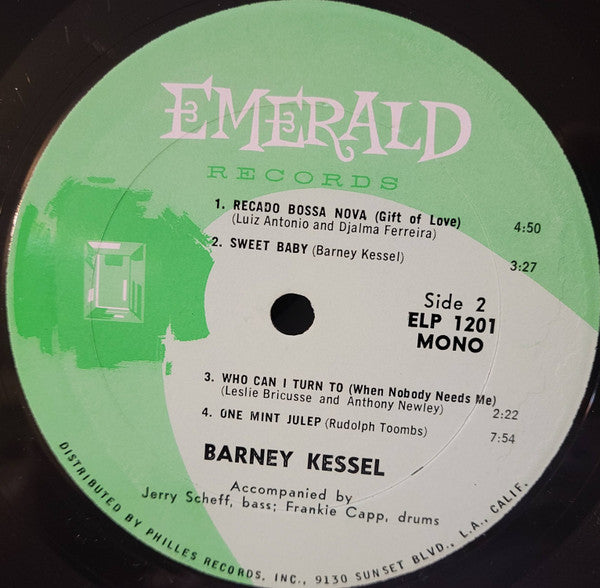 EMERALD
RECORDS
1. RECADO BOSSA NOVA (Gift of Love)
(Luiz Antonio and Djalma Ferreira)
4:50
2. SWEET BABY (Barney Kessel)
3:27
Side 2
ELP 1201
MONO
3. WHO CAN I TURN TO (When Nobody Needs Me)
(Leslie Bricusse and Anthony Newley)
2:22
4. ONE MINT JULEP (Rudolph Toombs)
7:54
BARNEY KESSEL
Accompanied by
Jerry Scheff, bass; Frankie Capp, drums
DISTRIBUTED BY PHILLES RECORDS, INC., 9130 SUNSET BLVD., L.A., CALIF.